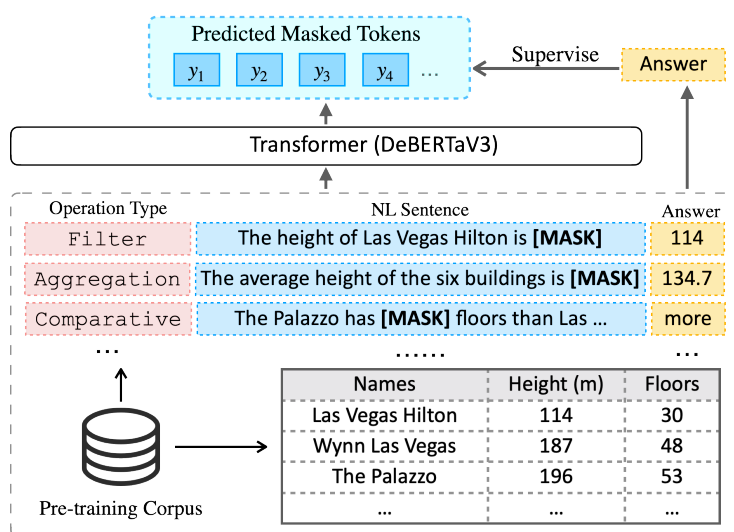 Predicted Masked Tokens
y1 y2 y3 y4 ...
Supervise
Answer
Transformer (DeBERTaV3)
Operation Type NL Sentence Answer
Filter The height of Las Vegas Hilton is [MASK] 114
Aggregation The average height of the six buildings is [MASK] 134.7
Comparative The Palazzo has [MASK] floors than Las ... more
... ...... ...
Names Height (m) Floors
Las Vegas Hilton 114 30
Wynn Las Vegas 187 48
The Palazzo 196 53
... ... ...
Pre-training Corpus